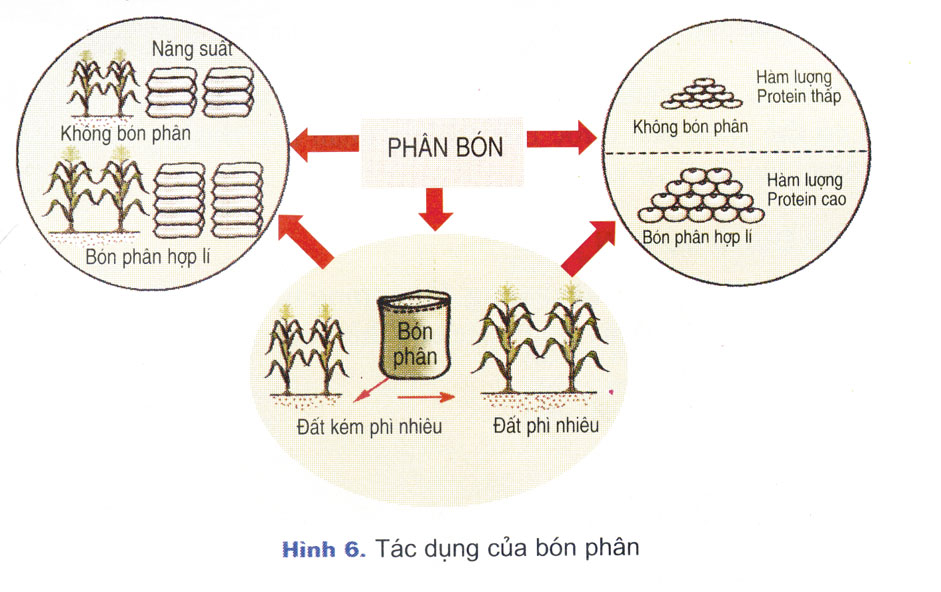 Năng suất
Không bón phân
Bón phân hợp lí
PHÂN BÓN
Hàm lượng
Protein thấp
Không bón phân
Hàm lượng
Protein cao
Bón phân hợp lí
Bón
phân
Đất kém phì nhiêu
Đất phì nhiêu
Hình 6. Tác dụng của bón phân